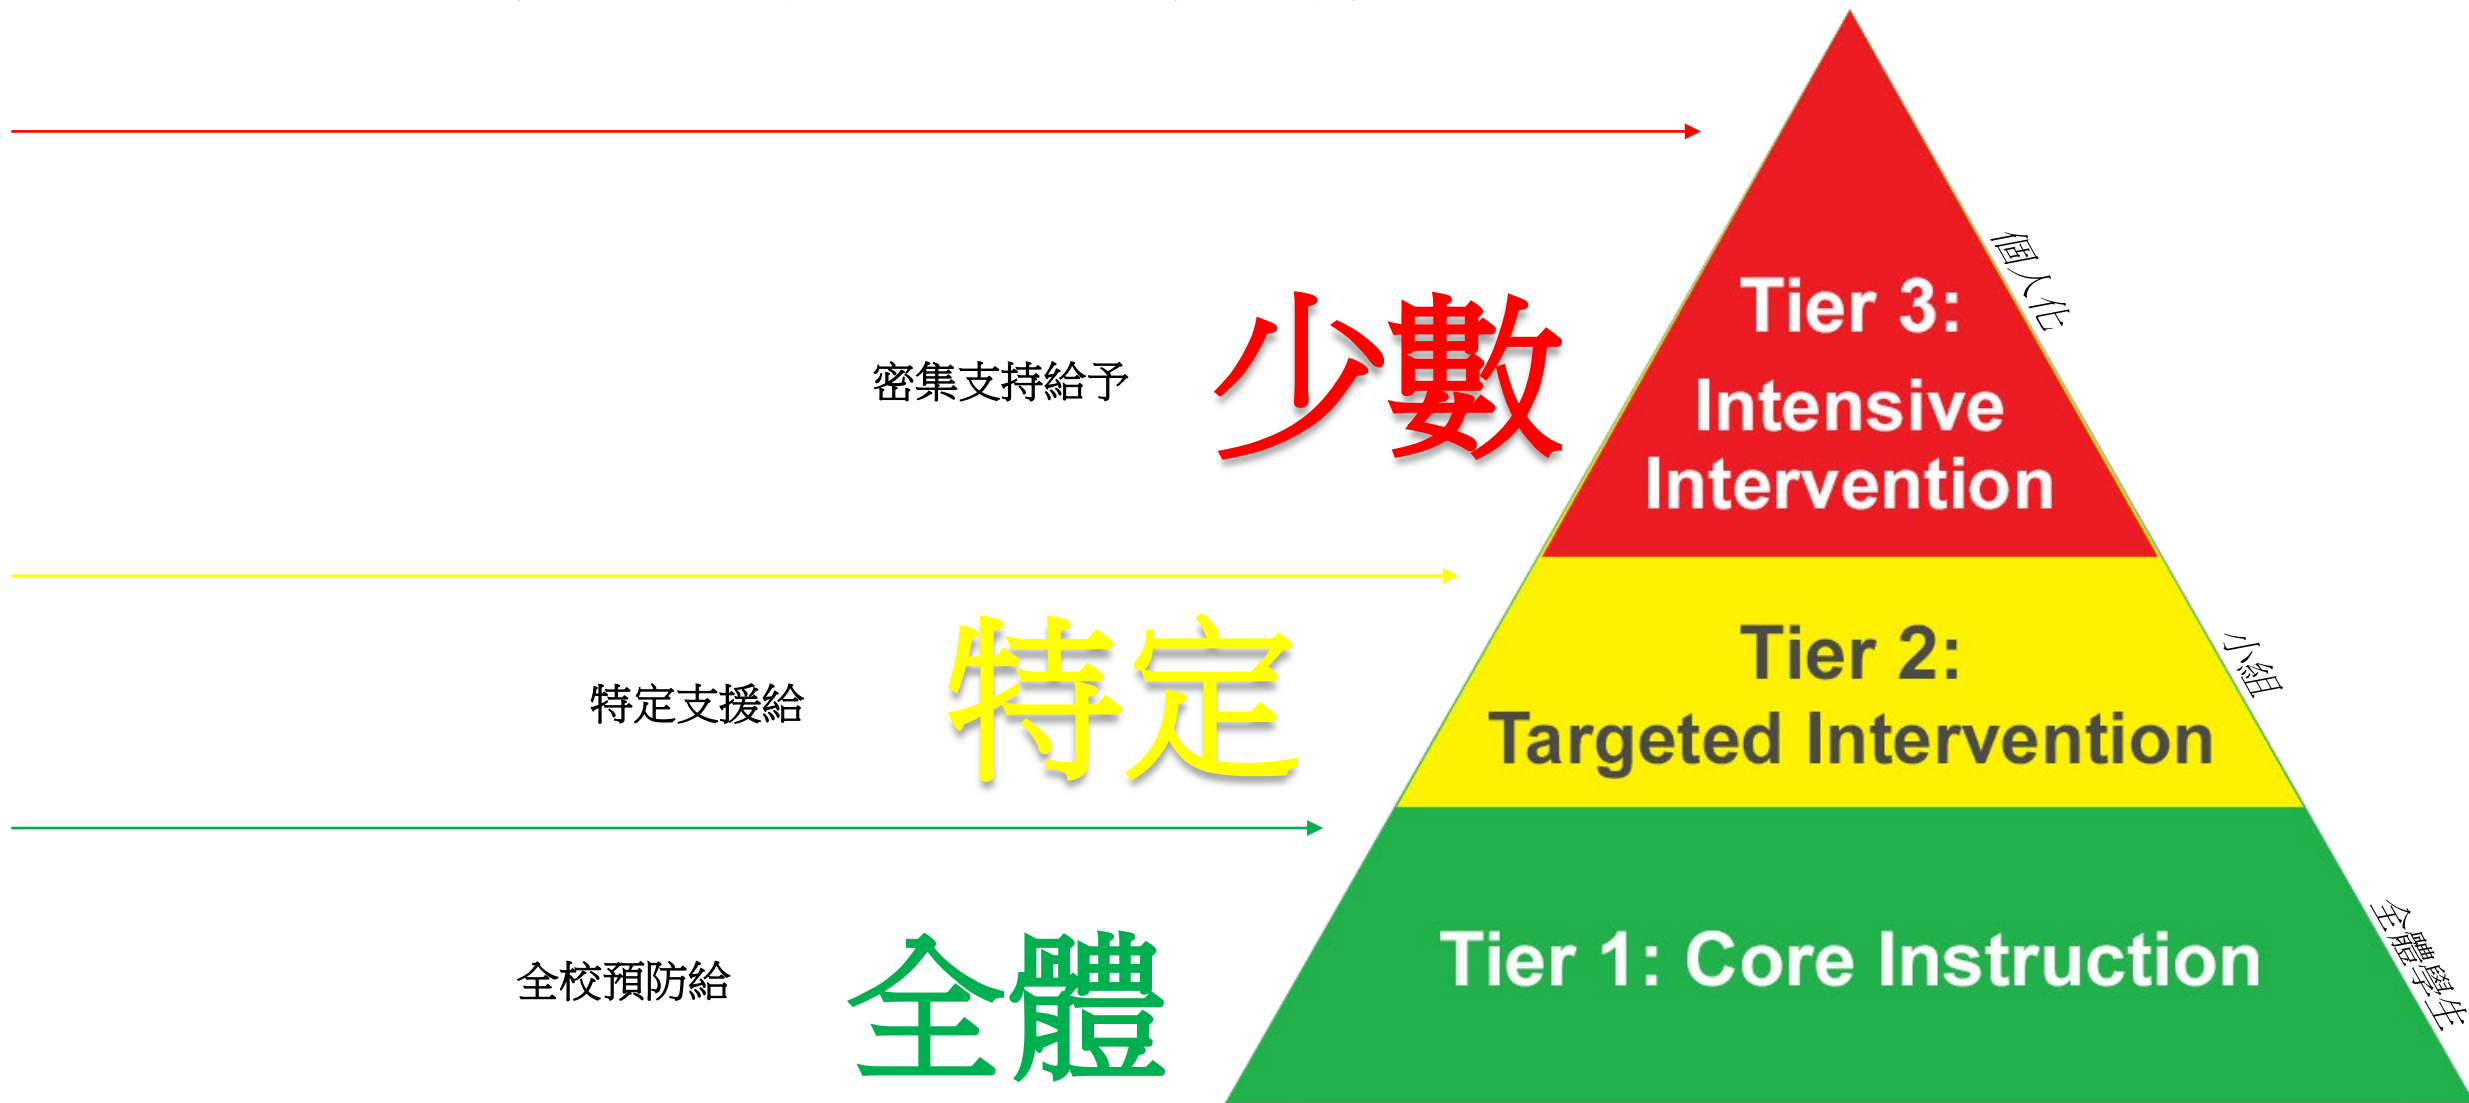 個人化
Tier 3:
密集支持給予
少數
Intensive
Intervention
Tier 2:
小組
特定支援給
特定
Targeted Intervention
全體學生
全校預防給
全體
Tier 1: Core Instruction